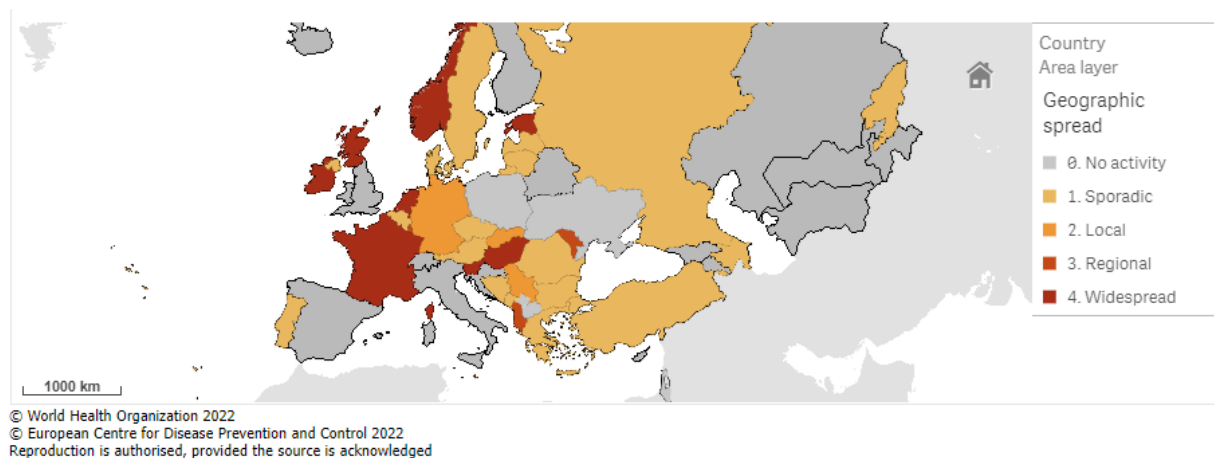 Country
Area layer
Geographic
spread
0. No activity
1. Sporadic
2. Local
3. Regional
4. Widespread
1000 km
© World Health Organization 2022
© European Centre for Disease Prevention and Control 2022
Reproduction is authorised, provided the source is acknowledged